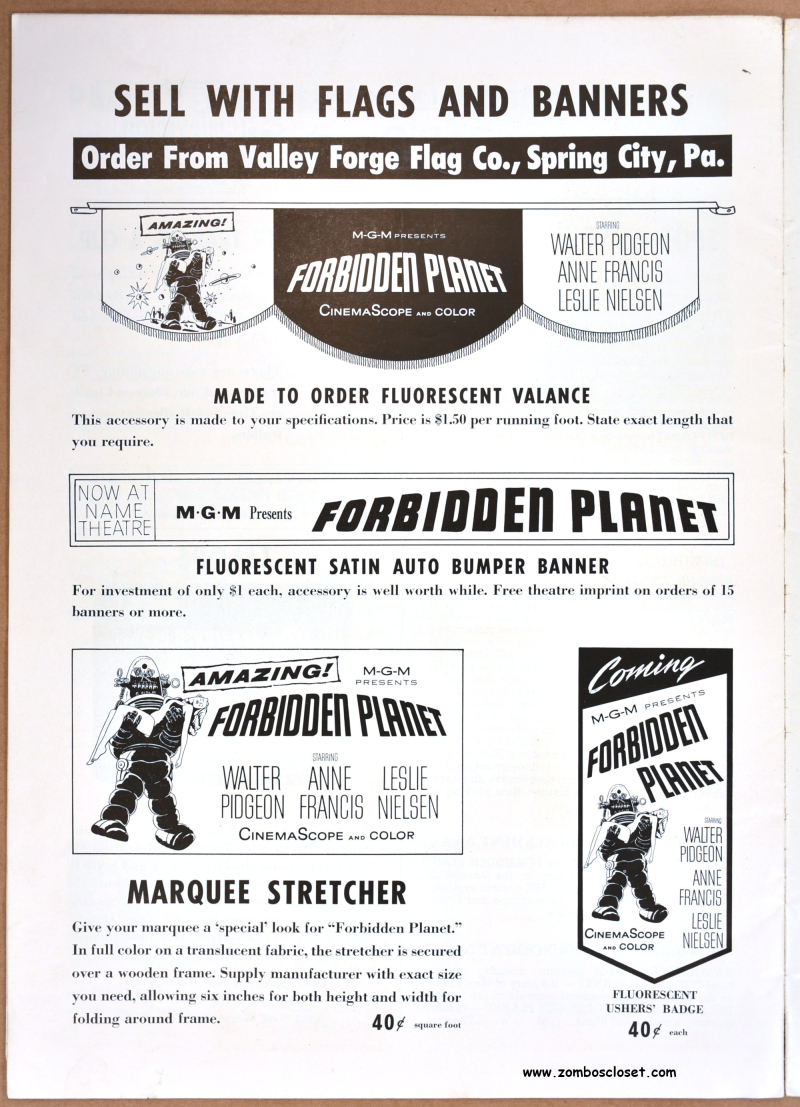 SELL WITH FLAGS AND BANNERS
Order From Valley Forge Flag Co., Spring City, Pa.
AMAZING!
M-G-M PRESENTS
FORBIDDEN PLANET
CINEMASCOPE AND COLOR
STARRING
WALTER PIDGEON
ANNE FRANCIS
LESLIE NIELSEN
MADE TO ORDER FLUORESCENT VALANCE
This accessory is made to your specifications. Price is $1.50 per running foot. State exact length that
you require.
NOW AT
NAME
THEATRE
M·G·M Presents
FORBIDDEN PLANET
FLUORESCENT SATIN AUTO BUMPER BANNER
For investment of only $1 each, accessory is well worth while. Free theatre imprint on orders of 15
banners or more.
AMAZING!
M-G-M
PRESENTS
FORBIDDEN PLANET
STARRING
WALTER ANNE LESLIE
PIDGEON FRANCIS NIELSEN
CINEMASCOPE AND COLOR
MARQUEE STRETCHER
Give your marquee a ‘special’ look for “Forbidden Planet.”
In full color on a translucent fabric, the stretcher is secured
over a wooden frame. Supply manufacturer with exact size
you need, allowing six inches for both height and width for
folding around frame. 40¢ square foot
Coming
M-G-M PRESENTS
FORBIDDEN
PLANET
STARRING
WALTER
PIDGEON
ANNE
FRANCIS
LESLIE
NIELSEN
CINEMASCOPE
AND COLOR
FLUORESCENT
USHERS' BADGE
40¢ each
www.zomboscloset.com